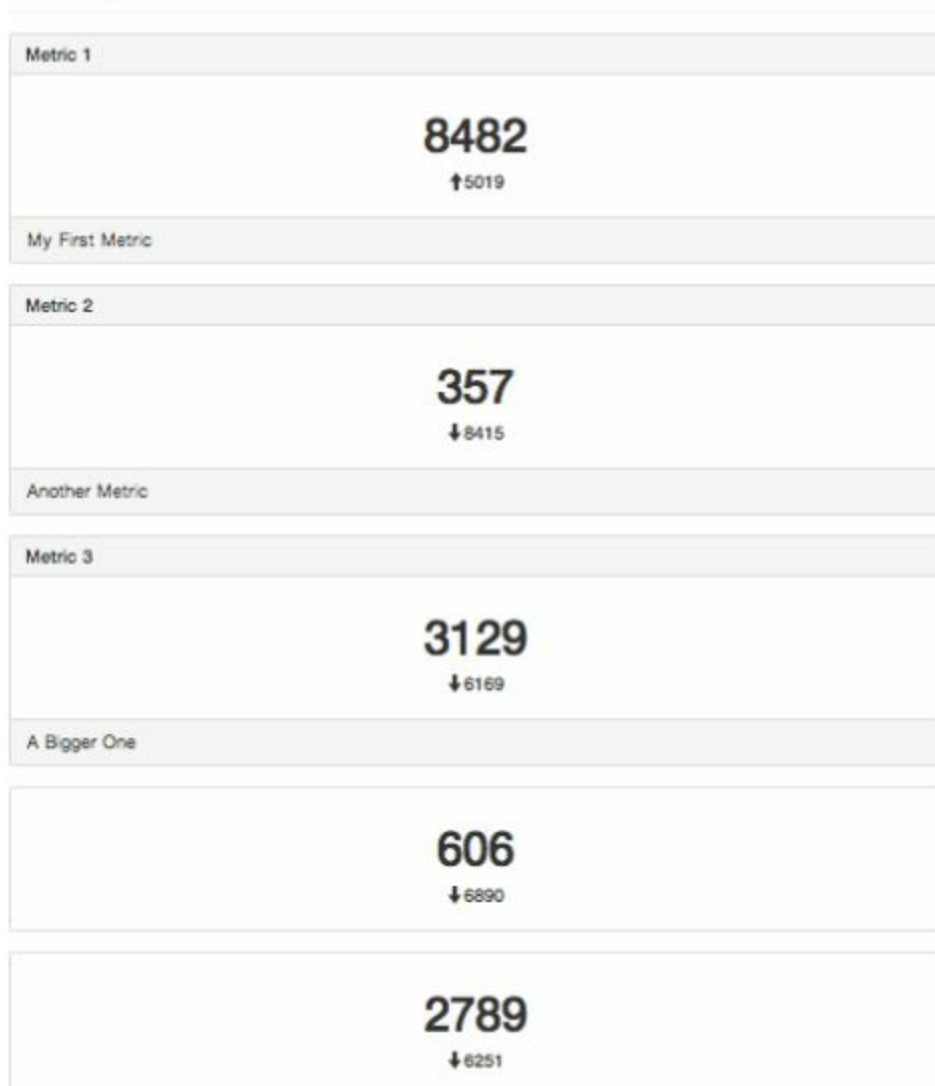 Metric 1
8482
↑5019
My First Metric
Metric 2
357
↓8415
Another Metric
Metric 3
3129
↓6169
A Bigger One
606
↓6890
2789
↓6251